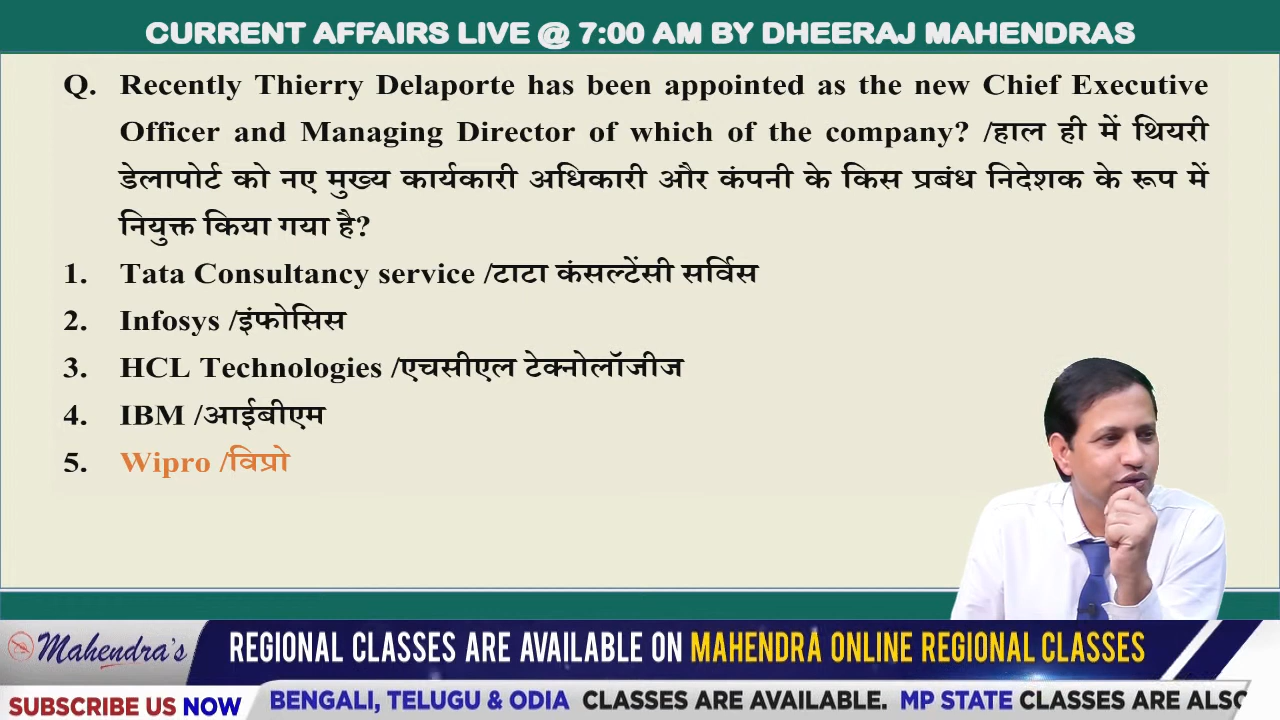 CURRENT AFFAIRS LIVE @ 7:00 AM BY DHEERAJ MAHENDRAS
Q. Recently Thierry Delaporte has been appointed as the new Chief Executive
Officer and Managing Director of which of the company? /हाल ही में थियरी
डेलापोर्ट को नए मुख्य कार्यकारी अधिकारी और कंपनी के किस प्रबंध निदेशक के रूप में
नियुक्त किया गया है?
1. Tata Consultancy service /टाटा कंसल्टेंसी सर्विस
2. Infosys /इंफोसिस
3. HCL Technologies /एचसीएल टेक्नोलॉजीज
4. IBM /आईबीएम
5. Wipro /विप्रो
Mahendra's
REGIONAL CLASSES ARE AVAILABLE ON MAHENDRA ONLINE REGIONAL CLASSES
SUBSCRIBE US NOW
BENGALI, TELUGU & ODIA CLASSES ARE AVAILABLE. MP STATE CLASSES ARE ALSO